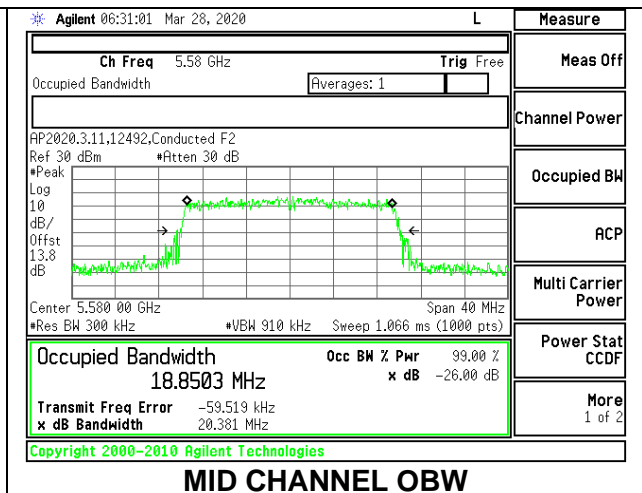 Agilent 06:31:01 Mar 28, 2020 L Measure
Ch Freq 5.58 GHz Trig Free
Occupied Bandwidth Averages: 1
Meas Off
Channel Power
AP2020.3.11,12492,Conducted F2
Ref 30 dBm #Atten 30 dB
#Peak
Log
10
dB/
Offst
13.8
dB
Occupied BW
ACP
Center 5.580 00 GHz Span 40 MHz
#Res BW 300 kHz #VBW 910 kHz Sweep 1.066 ms (1000 pts)
Multi Carrier
Power
Occupied Bandwidth Occ BW % Pwr 99.00 %
18.8503 MHz x dB -26.00 dB
Power Stat
CCDF
Transmit Freq Error -59.519 kHz
x dB Bandwidth 20.381 MHz
More
1 of 2
Copyright 2000-2010 Agilent Technologies
MID CHANNEL OBW